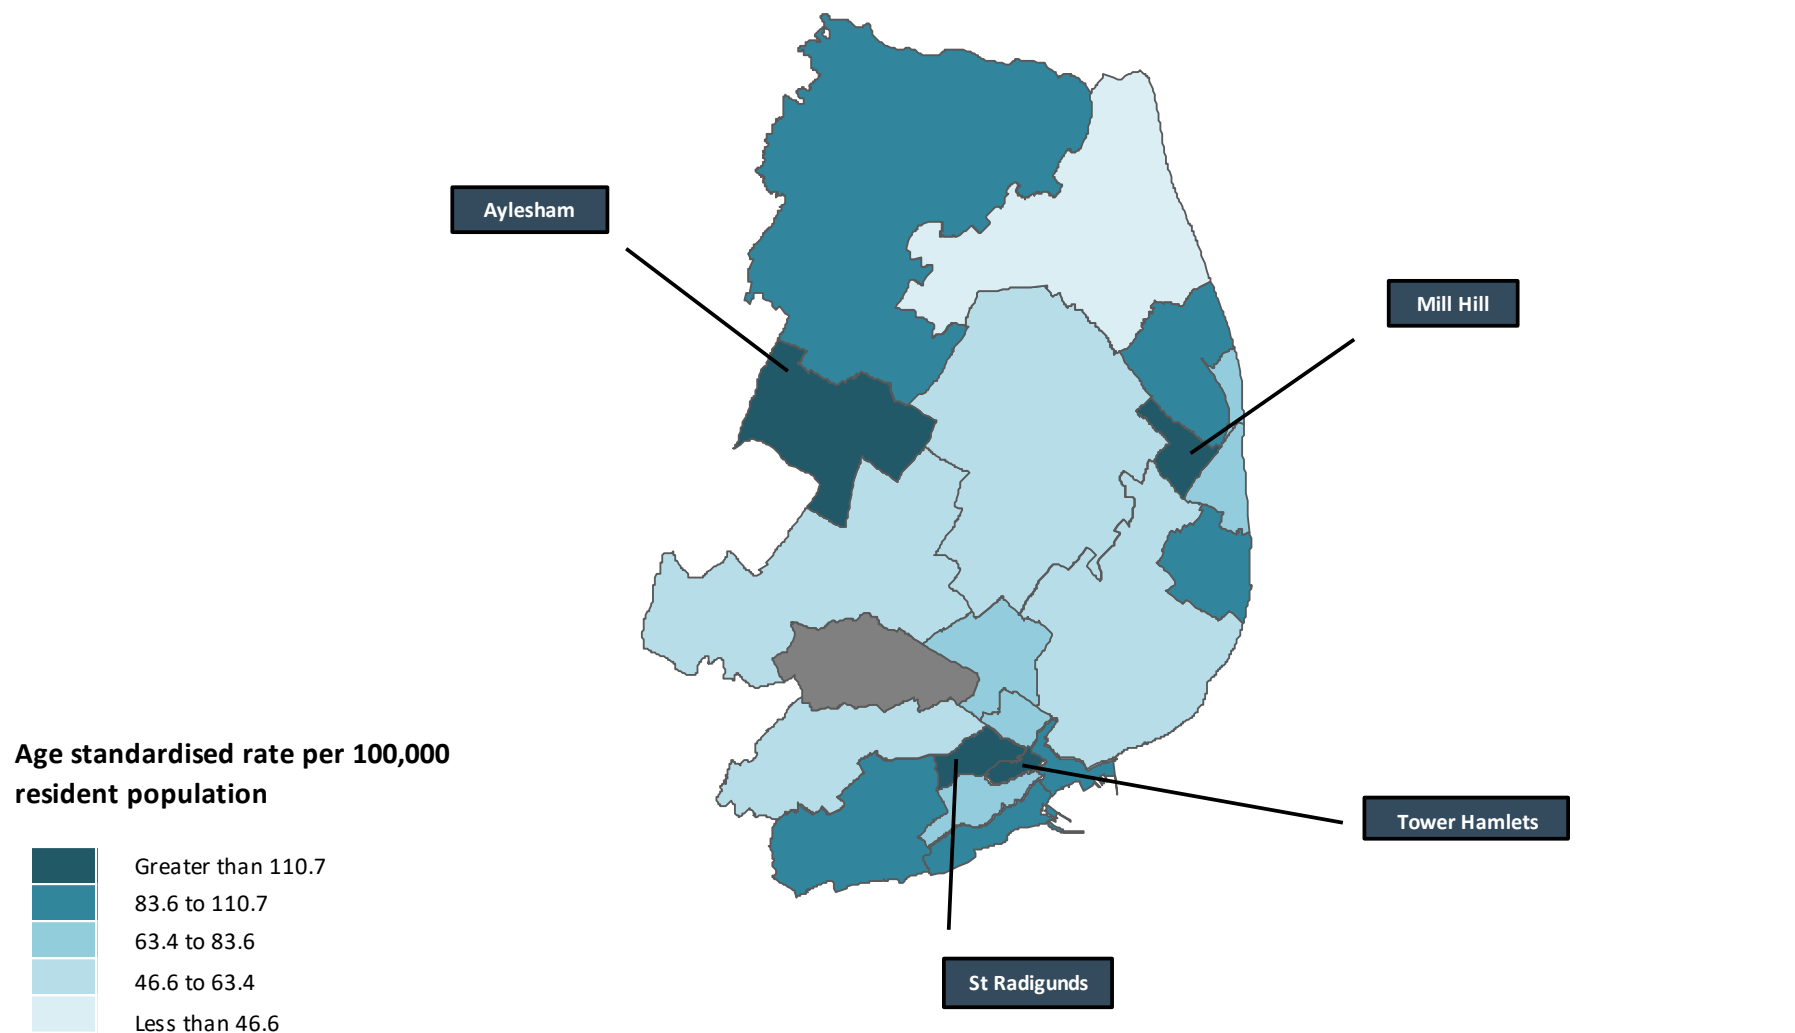 Aylesham
Mill Hill
Age standardised rate per 100,000
resident population
Tower Hamlets
Greater than 110.7
83.6 to 110.7
63.4 to 83.6
46.6 to 63.4
Less than 46.6
St Radigunds